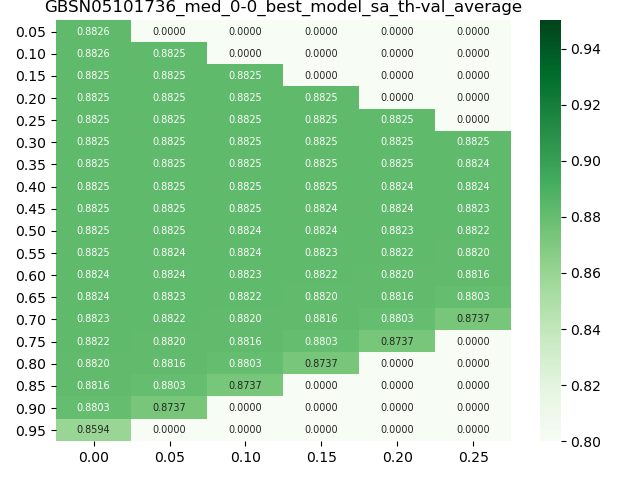 GBSN05101736_med_0-0_best_model_sa_th-val_average
0.05 0.8826 0.0000 0.0000 0.0000 0.0000 0.0000
0.10 0.8826 0.8825 0.0000 0.0000 0.0000 0.0000
0.15 0.8825 0.8825 0.8825 0.0000 0.0000 0.0000
0.20 0.8825 0.8825 0.8825 0.8825 0.0000 0.0000
0.25 0.8825 0.8825 0.8825 0.8825 0.8825 0.0000
0.30 0.8825 0.8825 0.8825 0.8825 0.8825 0.8825
0.35 0.8825 0.8825 0.8825 0.8825 0.8825 0.8824
0.40 0.8825 0.8825 0.8825 0.8825 0.8824 0.8824
0.45 0.8825 0.8825 0.8825 0.8824 0.8824 0.8823
0.50 0.8825 0.8825 0.8824 0.8824 0.8823 0.8822
0.55 0.8825 0.8824 0.8824 0.8823 0.8822 0.8820
0.60 0.8824 0.8824 0.8823 0.8822 0.8820 0.8816
0.65 0.8824 0.8823 0.8822 0.8820 0.8816 0.8803
0.70 0.8823 0.8822 0.8820 0.8816 0.8803 0.8737
0.75 0.8822 0.8820 0.8816 0.8803 0.8737 0.0000
0.80 0.8820 0.8816 0.8803 0.8737 0.0000 0.0000
0.85 0.8816 0.8803 0.8737 0.0000 0.0000 0.0000
0.90 0.8803 0.8737 0.0000 0.0000 0.0000 0.0000
0.95 0.8594 0.0000 0.0000 0.0000 0.0000 0.0000
0.00 0.05 0.10 0.15 0.20 0.25
0.94
0.92
0.90
0.88
0.86
0.84
0.82
0.80